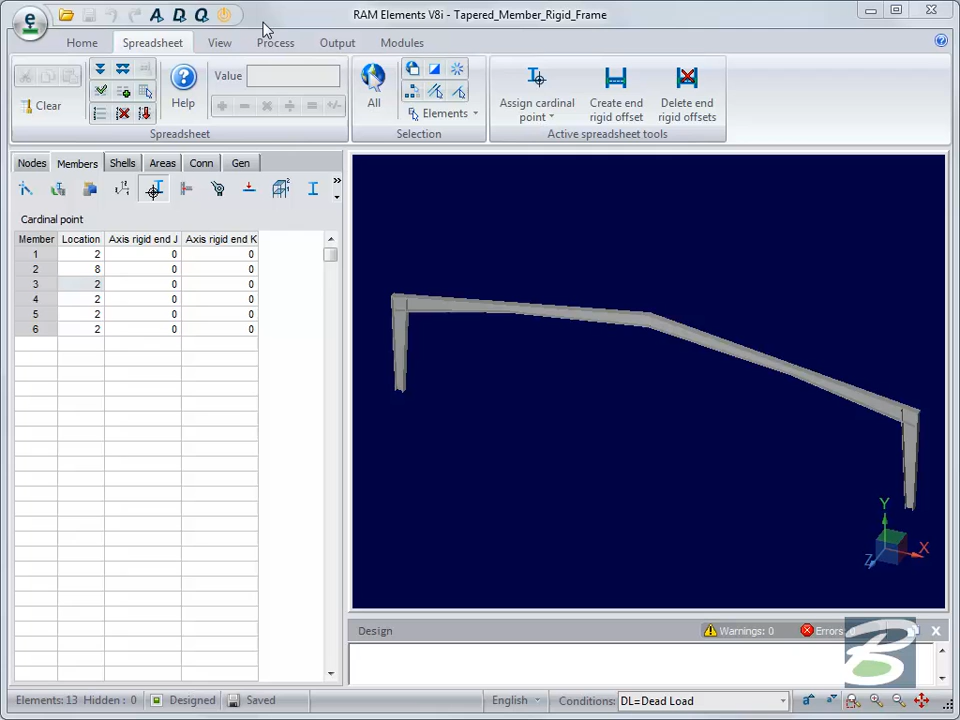 RAM Elements V8i - Tapered_Member_Rigid_Frame
Home Spreadsheet View Process Output Modules
Clear
Help
Value
All
Elements
Assign cardinal point
Create end rigid offset
Delete end rigid offsets
Spreadsheet
Selection
Active spreadsheet tools
Nodes Members Shells Areas Conn Gen
Cardinal point
Member Location Axis rigid end J Axis rigid end K
1 2 0 0
2 8 0 0
3 2 0 0
4 2 0 0
5 2 0 0
6 2 0 0
Y
X
Z
Design
Warnings: 0
Errors:
Elements: 13 Hidden : 0 Designed Saved English Conditions: DL=Dead Load